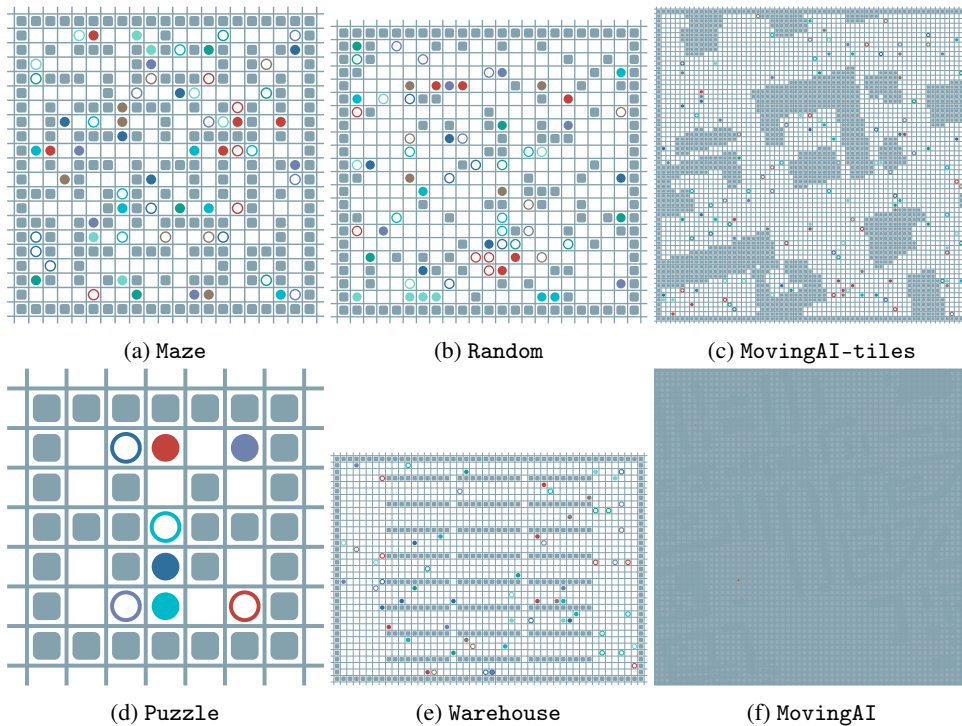 (a) Maze
(b) Random
(c) MovingAI-tiles
(d) Puzzle
(e) Warehouse
(f) MovingAI